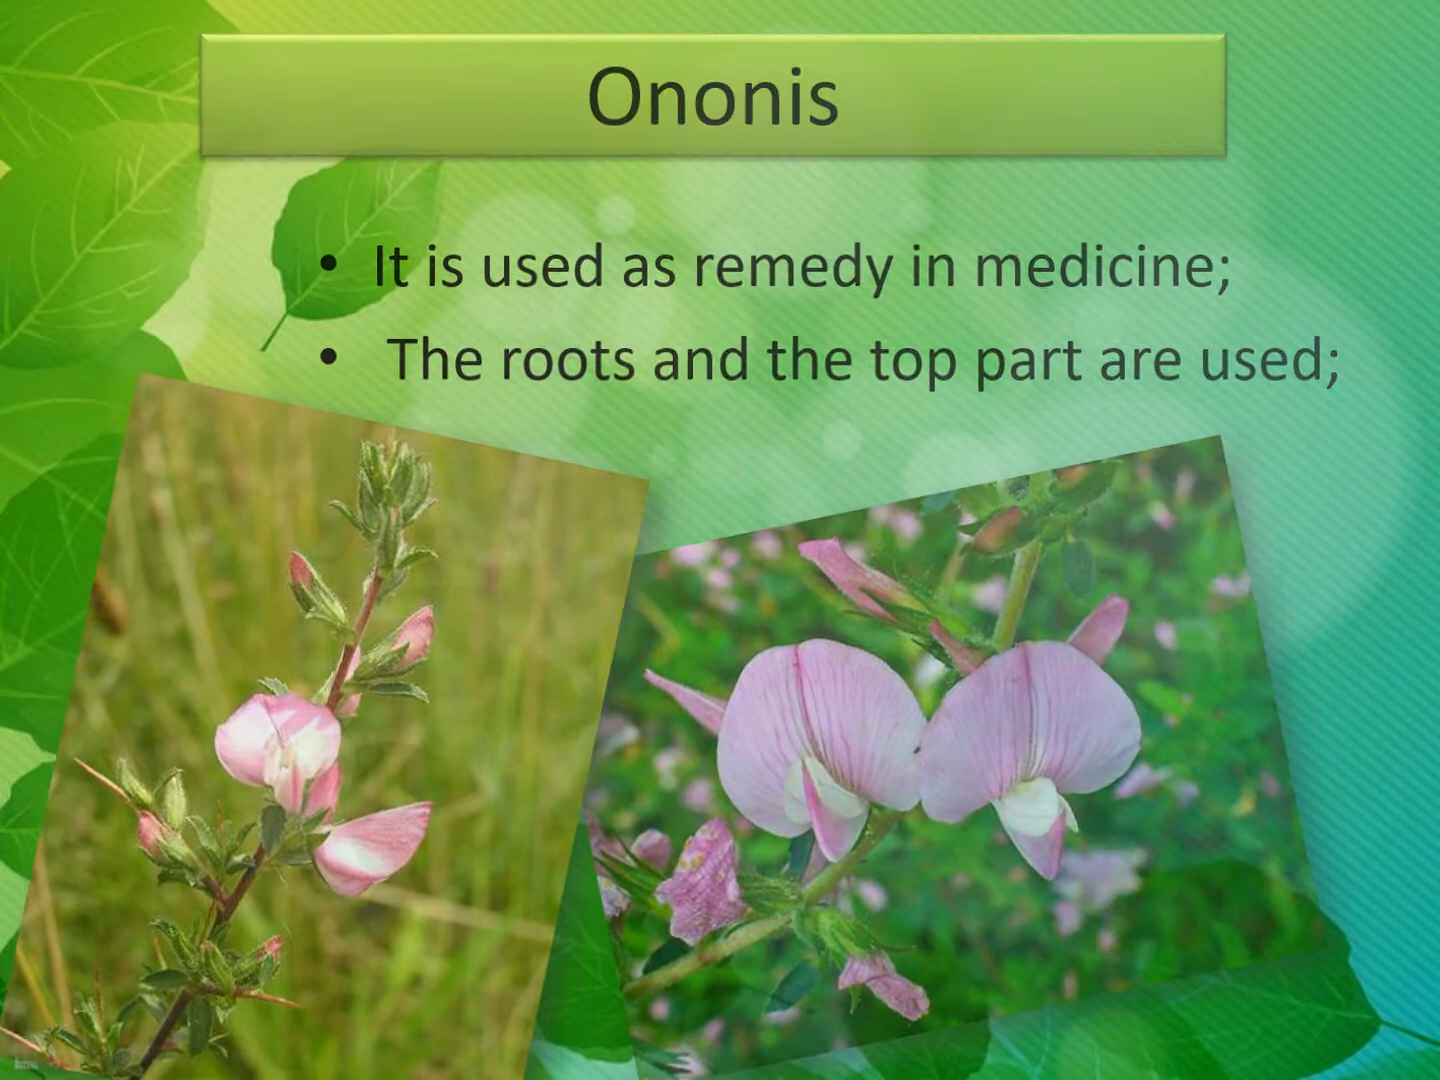 Ononis
• It is used as remedy in medicine;
• The roots and the top part are used;